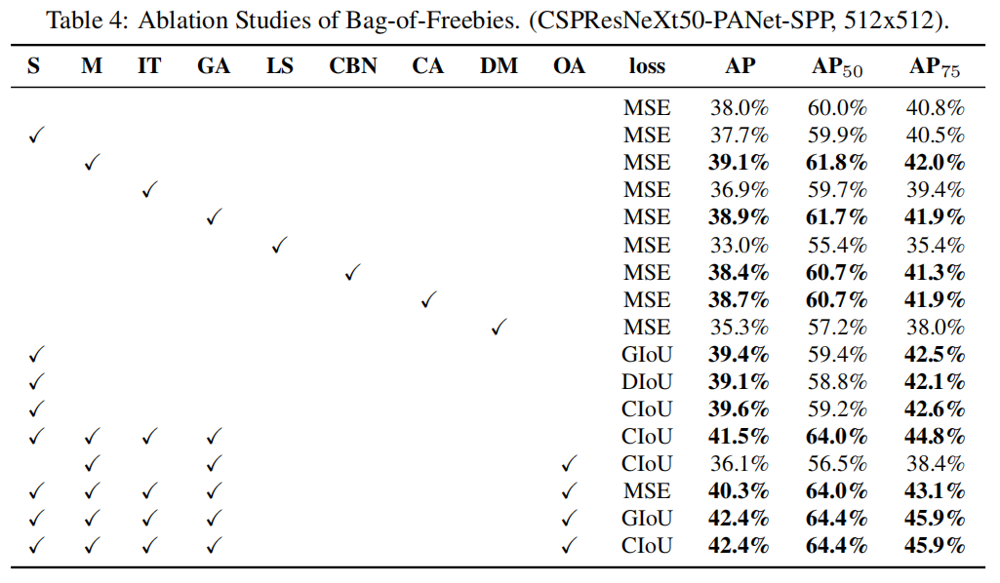 Table 4: Ablation Studies of Bag-of-Freebies. (CSPResNeXt50-PANet-SPP, 512x512).
S M IT GA LS CBN CA DM OA loss AP AP50 AP75
MSE 38.0% 60.0% 40.8%
✓ MSE 37.7% 59.9% 40.5%
✓ MSE 39.1% 61.8% 42.0%
✓ MSE 36.9% 59.7% 39.4%
✓ MSE 38.9% 61.7% 41.9%
✓ MSE 33.0% 55.4% 35.4%
✓ MSE 38.4% 60.7% 41.3%
✓ MSE 38.7% 60.7% 41.9%
✓ MSE 35.3% 57.2% 38.0%
✓ GIoU 39.4% 59.4% 42.5%
✓ DIoU 39.1% 58.8% 42.1%
✓ CIoU 39.6% 59.2% 42.6%
✓ ✓ ✓ ✓ CIoU 41.5% 64.0% 44.8%
✓ ✓ ✓ CIoU 36.1% 56.5% 38.4%
✓ ✓ ✓ ✓ ✓ MSE 40.3% 64.0% 43.1%
✓ ✓ ✓ ✓ ✓ GIoU 42.4% 64.4% 45.9%
✓ ✓ ✓ ✓ ✓ CIoU 42.4% 64.4% 45.9%